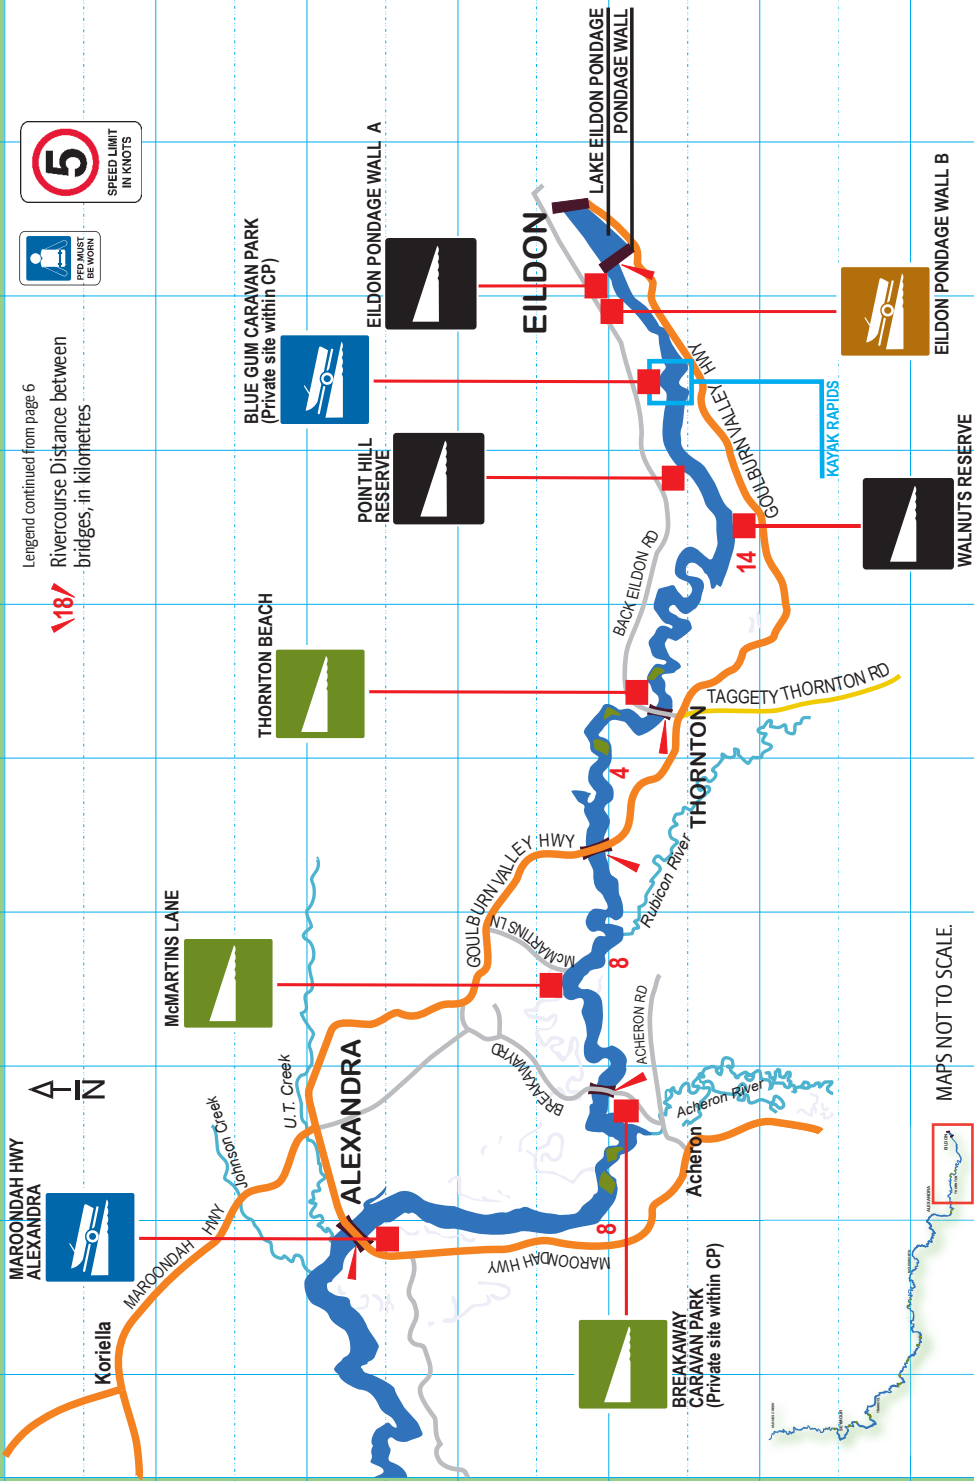 Lengend continued from page 6
18
Rivercourse Distance between
bridges, in kilometres
PFD MUST
BE WORN
5
SPEED LIMIT
IN KNOTS
MAROONDAH HWY
ALEXANDRA
McMARTINS LANE
THORNTON BEACH
POINT HILL
RESERVE
BLUE GUM CARAVAN PARK
(Private site within CP)
EILDON PONDAGE WALL A
LAKE EILDON PONDAGE
PONDAGE WALL
EILDON
N
Koriella
MAROONDAH HWY
Johnson Creek
U.T. Creek
ALEXANDRA
GOULBURN VALLEY HWY
McMARTINS LN
BREAKAWAY RD
ACHERON RD
BACK EILDON RD
GOULBURN VALLEY HWY
14
4
8
8
THORNTON
TAGGETY THORNTON RD
Rubicon River
Acheron River
Acheron
MAROONDAH HWY
KAYAK RAPIDS
EILDON PONDAGE WALL B
WALNUTS RESERVE
BREAKAWAY
CARAVAN PARK
(Private site within CP)
MAPS NOT TO SCALE.
ALEXANDRA
EILDON
SEYMOUR